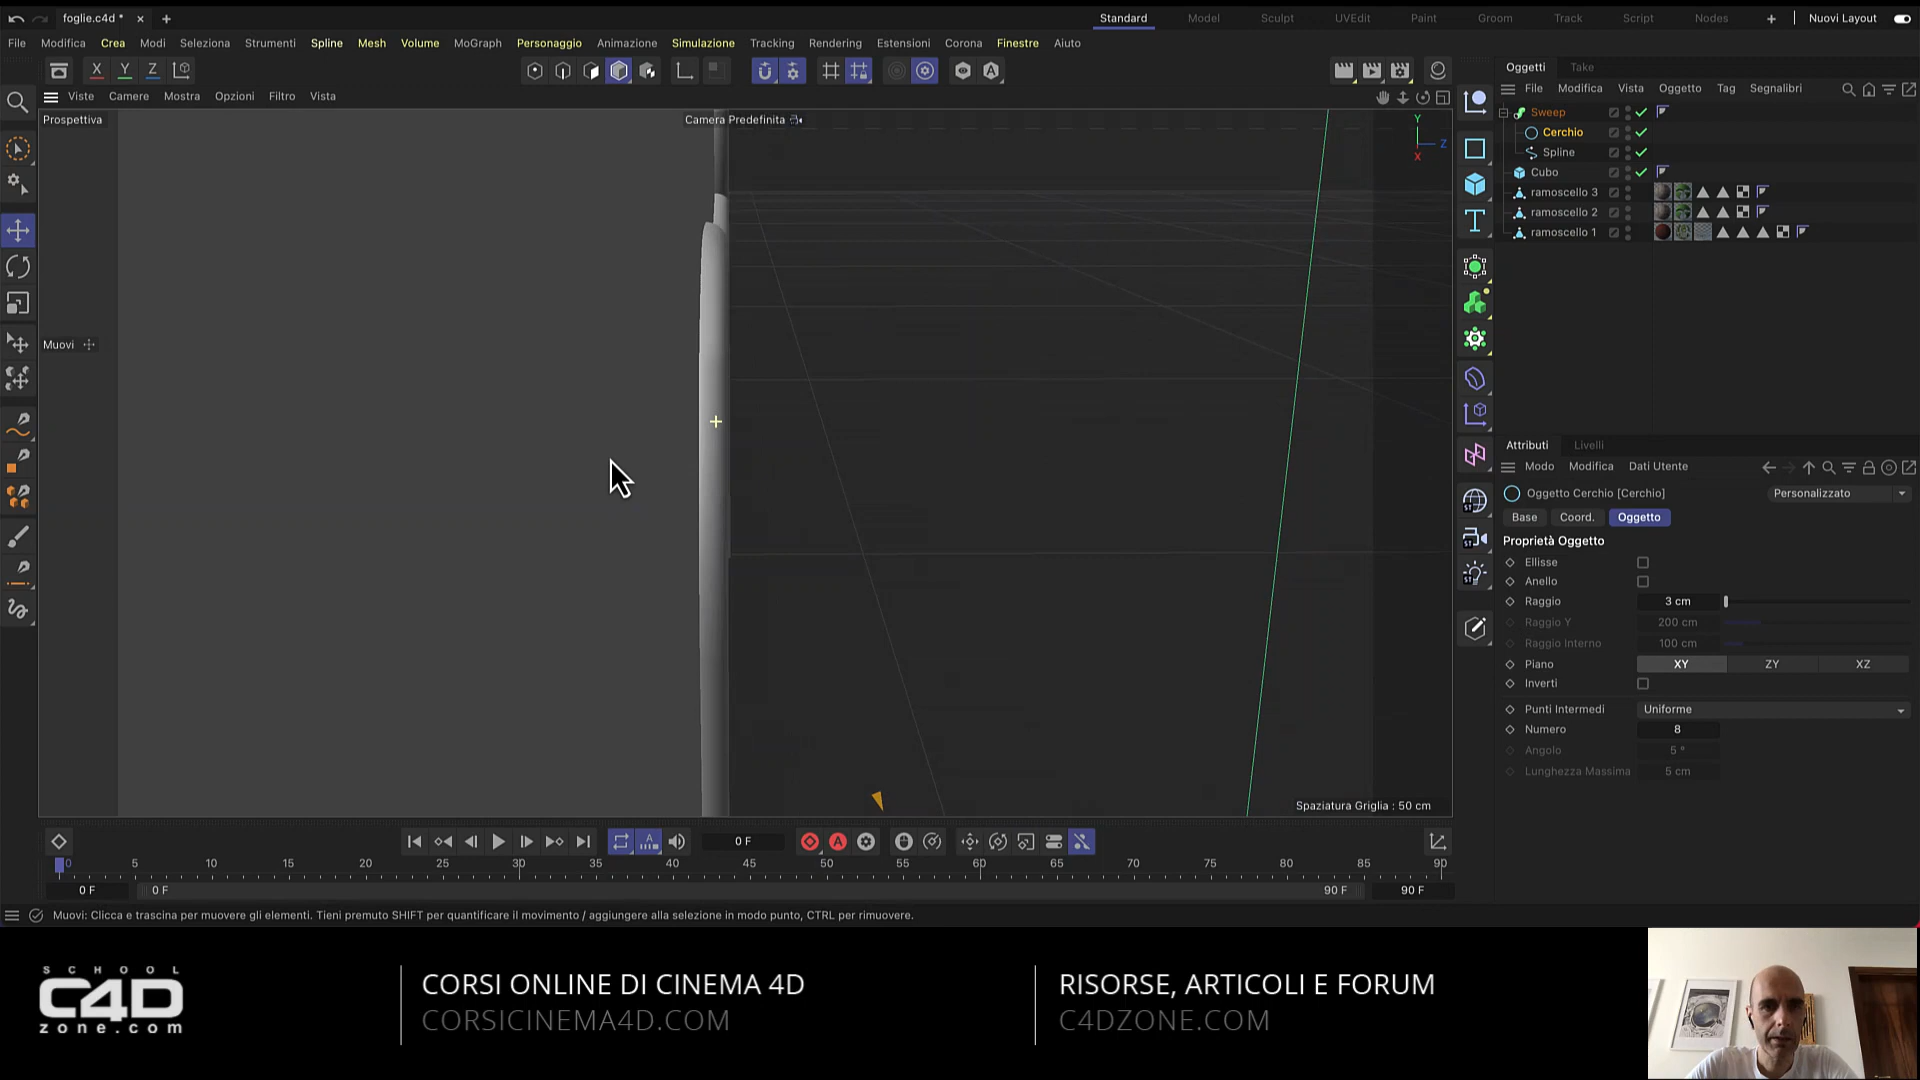 foglie.c4d *
Standard
Model
Sculpt
UVEdit
Paint
Groom
Track
Script
Nodes
Nuovi Layout
File
Modifica
Crea
Modi
Seleziona
Strumenti
Spline
Mesh
Volume
MoGraph
Personaggio
Animazione
Simulazione
Tracking
Rendering
Estensioni
Corona
Finestre
Aiuto
X
Y
Z
Viste
Camere
Mostra
Opzioni
Filtro
Vista
Prospettiva
Camera Predefinita
Y
Z
X
Muovi
Spaziatura Griglia : 50 cm
Oggetti
Take
File
Modifica
Vista
Oggetto
Tag
Segnalibri
Sweep
Cerchio
Spline
Cubo
ramoscello 3
ramoscello 2
ramoscello 1
Attributi
Livelli
Modo
Modifica
Dati Utente
Oggetto Cerchio [Cerchio]
Personalizzato
Base
Coord.
Oggetto
Proprietà Oggetto
Ellisse
Anello
Raggio
3 cm
Raggio Y
200 cm
Raggio Interno
100 cm
Piano
XY
ZY
XZ
Inverti
Punti Intermedi
Uniforme
Numero
8
Angolo
5 °
Lunghezza Massima
5 cm
0 F
0 5 10 15 20 25 30 35 40 45 50 55 60 65 70 75 80 85 90
0 F
0 F
90 F
90 F
Muovi: Clicca e trascina per muovere gli elementi. Tieni premuto SHIFT per quantificare il movimento / aggiungere alla selezione in modo punto, CTRL per rimuovere.
SCHOOL
C4D
zone.com
CORSI ONLINE DI CINEMA 4D
CORSICINEMA4D.COM
RISORSE, ARTICOLI E FORUM
C4DZONE.COM